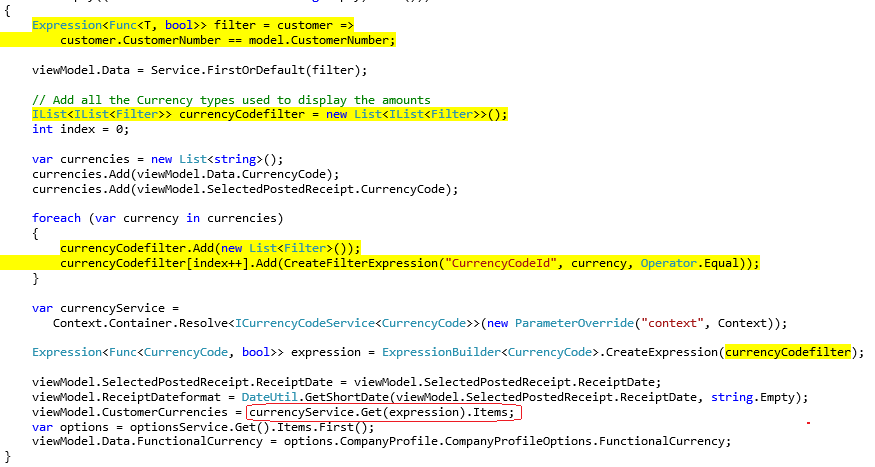 {
Expression<Func<T, bool>> filter = customer =>
customer.CustomerNumber == model.CustomerNumber;
viewModel.Data = Service.FirstOrDefault(filter);
// Add all the Currency types used to display the amounts
IList<IList<Filter>> currencyCodefilter = new List<IList<Filter>>();
int index = 0;
var currencies = new List<string>();
currencies.Add(viewModel.Data.CurrencyCode);
currencies.Add(viewModel.SelectedPostedReceipt.CurrencyCode);
foreach (var currency in currencies)
{
currencyCodefilter.Add(new List<Filter>());
currencyCodefilter[index++].Add(CreateFilterExpression("CurrencyCodeId", currency, Operator.Equal));
}
var currencyService =
Context.Container.Resolve<ICurrencyCodeService<CurrencyCode>>(new ParameterOverride("context", Context));
Expression<Func<CurrencyCode, bool>> expression = ExpressionBuilder<CurrencyCode>.CreateExpression(currencyCodefilter);
viewModel.SelectedPostedReceipt.ReceiptDate = viewModel.SelectedPostedReceipt.ReceiptDate;
viewModel.ReceiptDateformat = DateUtil.GetShortDate(viewModel.SelectedPostedReceipt.ReceiptDate, string.Empty);
viewModel.CustomerCurrencies = currencyService.Get(expression).Items;
var options = optionsService.Get().Items.First();
viewModel.Data.FunctionalCurrency = options.CompanyProfile.CompanyProfileOptions.FunctionalCurrency;
}